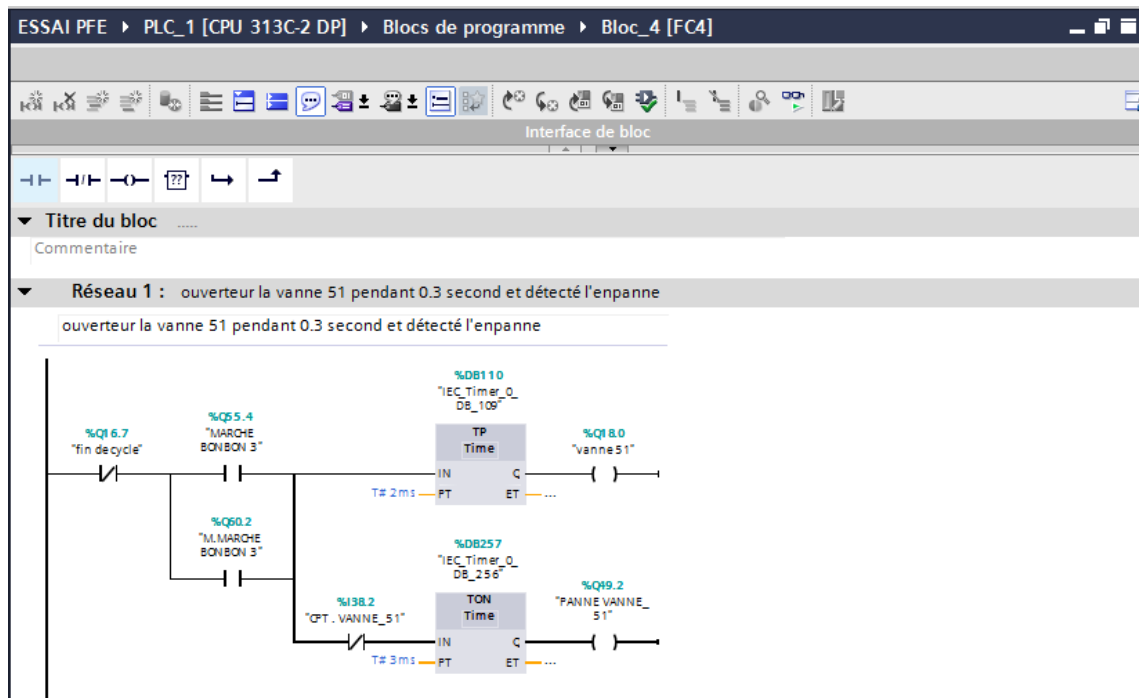 ESSAI PFE ▸ PLC_1 [CPU 313C-2 DP] ▸ Blocs de programme ▸ Bloc_4 [FC4]
Interface de bloc
??
Titre du bloc .....
Commentaire
Réseau 1 : ouverteur la vanne 51 pendant 0.3 second et détecté l'enpanne
ouverteur la vanne 51 pendant 0.3 second et détecté l'enpanne
%Q16.7
"fin de cycle"
%Q55.4
"MARCHE
BONBON 3"
%DB110
"IEC_Timer_0_
DB_109"
TP
Time
IN Q
T# 2ms PT ET ...
%Q18.0
"vanne51"
%Q60.2
"M.MARCHE
BONBON 3"
%I38.2
"CPT . VANNE_51"
%DB257
"IEC_Timer_0_
DB_256"
TON
Time
IN Q
T# 3ms PT ET ...
%Q49.2
"PANNE VANNE_
51"